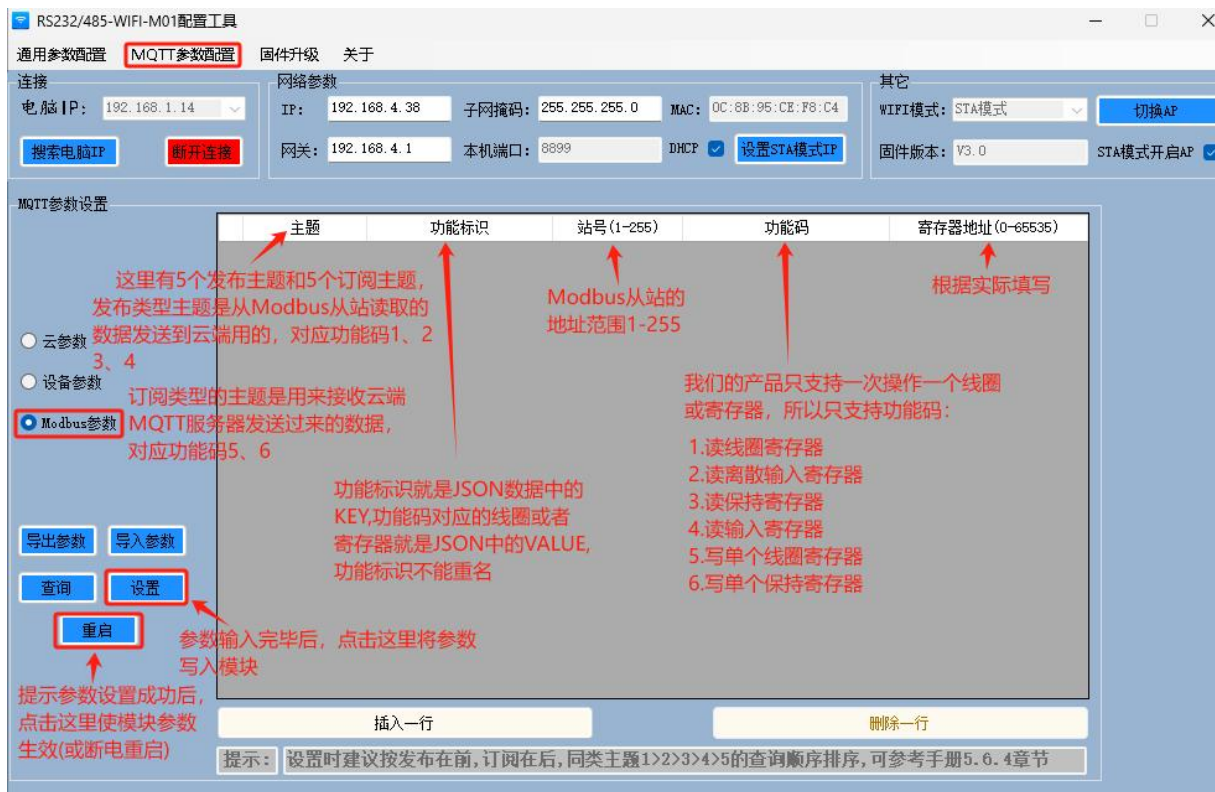 RS232/485-WIFI-M01配置工具
通用参数配置 MQTT参数配置 固件升级 关于
连接
电脑IP: 192.168.1.14
搜索电脑IP 断开连接
网络参数
IP: 192.168.4.38 子网掩码: 255.255.255.0 MAC: 0C:8B:95:CE:F8:C4
网关: 192.168.4.1 本机端口: 8899 DHCP 设置STA模式IP
其它
WIFI模式: STA模式 切换AP
固件版本: V3.0 STA模式开启AP
MQTT参数设置
主题 功能标识 站号(1-255) 功能码 寄存器地址(0-65535)
这里有5个发布主题和5个订阅主题,
发布类型主题是从Modbus从站读取的
数据发送到云端用的, 对应功能码1、2
3、4
订阅类型的主题是用来接收云端
MQTT服务器发送过来的数据,
对应功能码5、6
Modbus从站的
地址范围1-255
根据实际填写
云参数
设备参数
Modbus参数
功能标识就是JSON数据中的
KEY,功能码对应的线圈或者
寄存器就是JSON中的VALUE,
功能标识不能重名
我们的产品只支持一次操作一个线圈
或寄存器, 所以只支持功能码:
1.读线圈寄存器
2.读离散输入寄存器
3.读保持寄存器
4.读输入寄存器
5.写单个线圈寄存器
6.写单个保持寄存器
导出参数 导入参数
查询 设置
重启
参数输入完毕后, 点击这里将参数
写入模块
提示参数设置成功后,
点击这里使模块参数
生效(或断电重启)
插入一行 删除一行
提示: 设置时建议按发布在前,订阅在后,同类主题1>2>3>4>5的查询顺序排序,可参考手册5.6.4章节